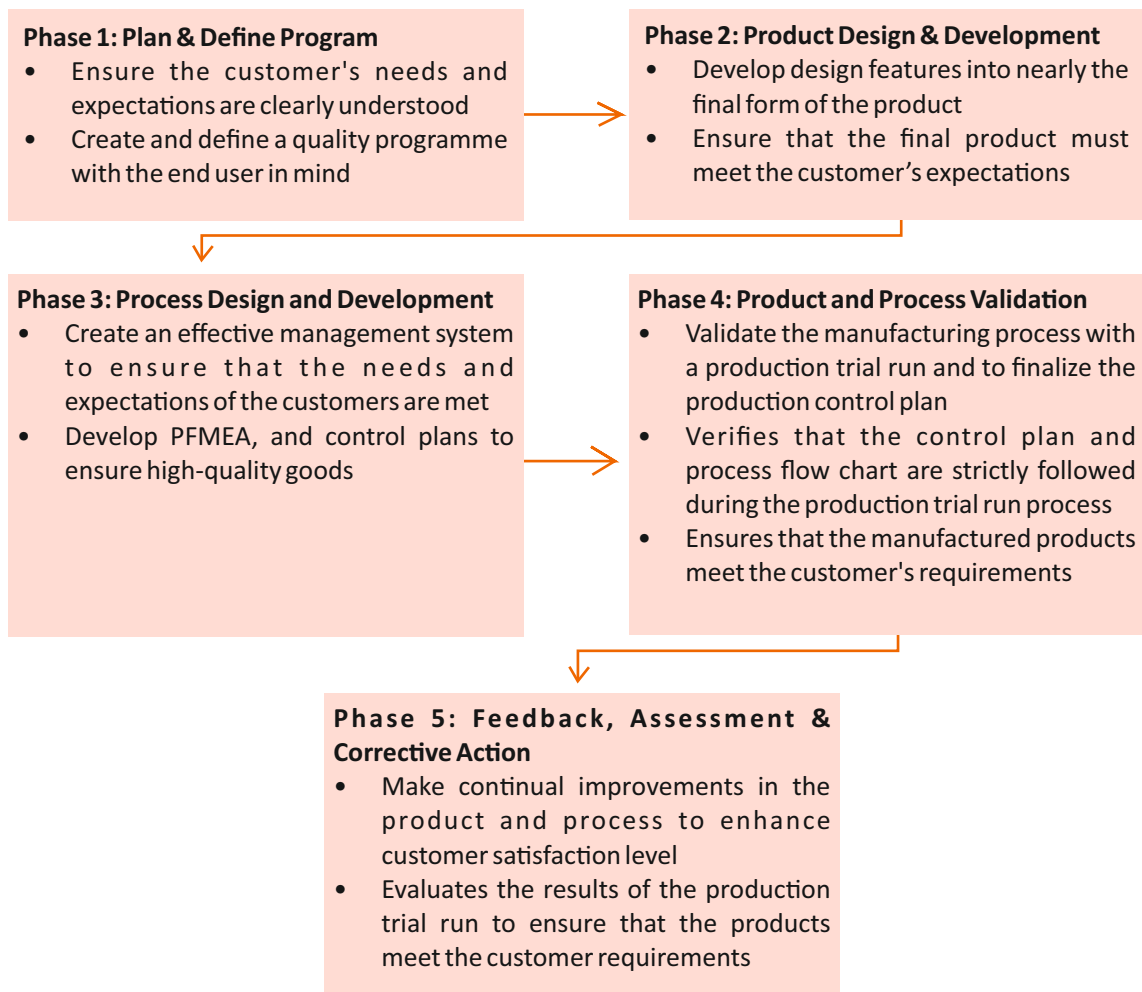 Phase 1: Plan & Define Program
• Ensure the customer's needs and
expectations are clearly understood
• Create and define a quality programme
with the end user in mind
Phase 2: Product Design & Development
• Develop design features into nearly the
final form of the product
• Ensure that the final product must
meet the customer’s expectations
Phase 3: Process Design and Development
• Create an effective management system
to ensure that the needs and
expectations of the customers are met
• Develop PFMEA, and control plans to
ensure high-quality goods
Phase 4: Product and Process Validation
• Validate the manufacturing process with
a production trial run and to finalize the
production control plan
• Verifies that the control plan and
process flow chart are strictly followed
during the production trial run process
• Ensures that the manufactured products
meet the customer's requirements
Phase 5: Feedback, Assessment &
Corrective Action
• Make continual improvements in the
product and process to enhance
customer satisfaction level
• Evaluates the results of the production
trial run to ensure that the products
meet the customer requirements